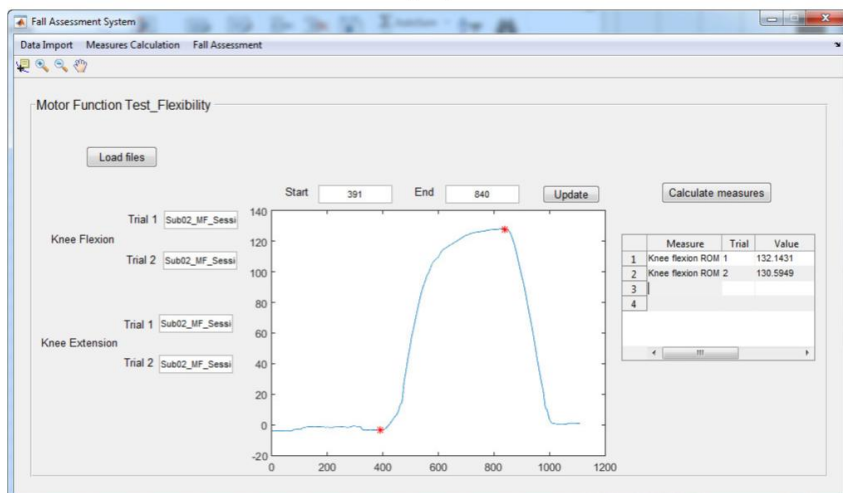 Fall Assessment System
Data Import Measures Calculation Fall Assessment
Motor Function Test_Flexibility
Load files
Start 391 End 840 Update Calculate measures
Knee Flexion
Trial 1 Sub02_MF_Sessi
Trial 2 Sub02_MF_Sessi
Knee Extension
Trial 1 Sub02_MF_Sessi
Trial 2 Sub02_MF_Sessi
140
120
100
80
60
40
20
0
-20
0 200 400 600 800 1000 1200
Measure Trial Value
1 Knee flexion ROM 1 132.1431
2 Knee flexion ROM 2 130.5949
3
4